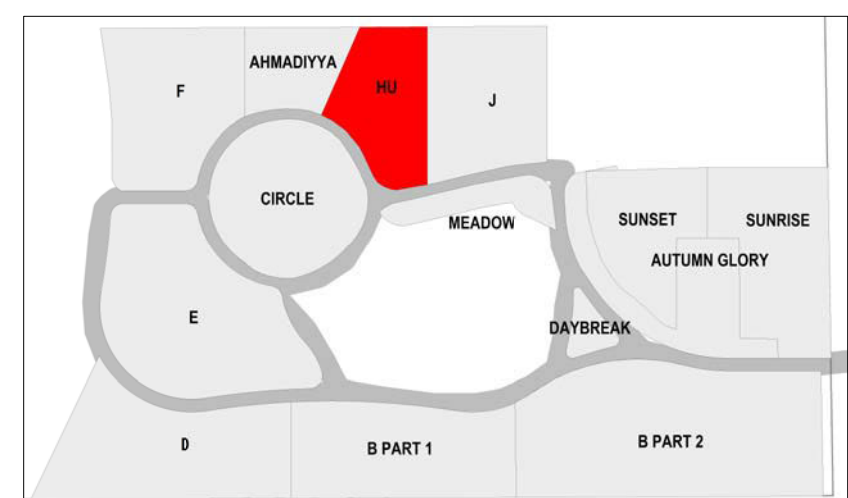 AHMADIYYA
F
HU
J
CIRCLE
MEADOW
SUNSET
SUNRISE
AUTUMN GLORY
E
DAYBREAK
D
B PART 1
B PART 2